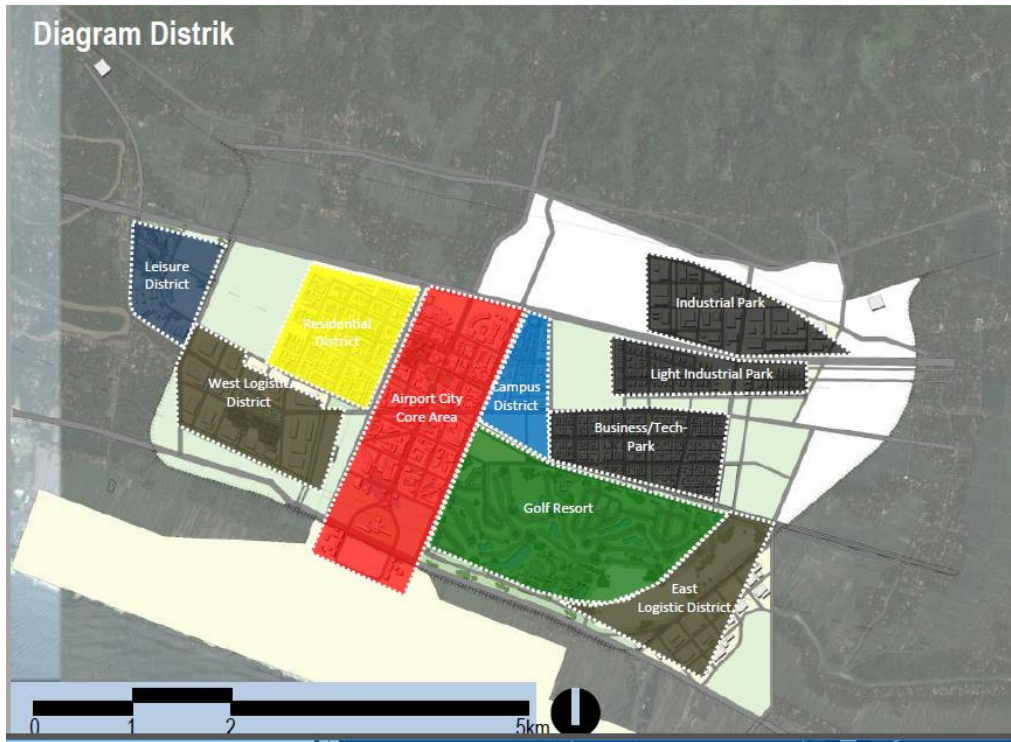 Diagram Distrik
Leisure
District
Residential
District
West Logistic
District
Airport City
Core Area
Campus
District
Industrial Park
Light Industrial Park
Business/Tech-
Park
Golf Resort
East
Logistic District
0 1 2 5km